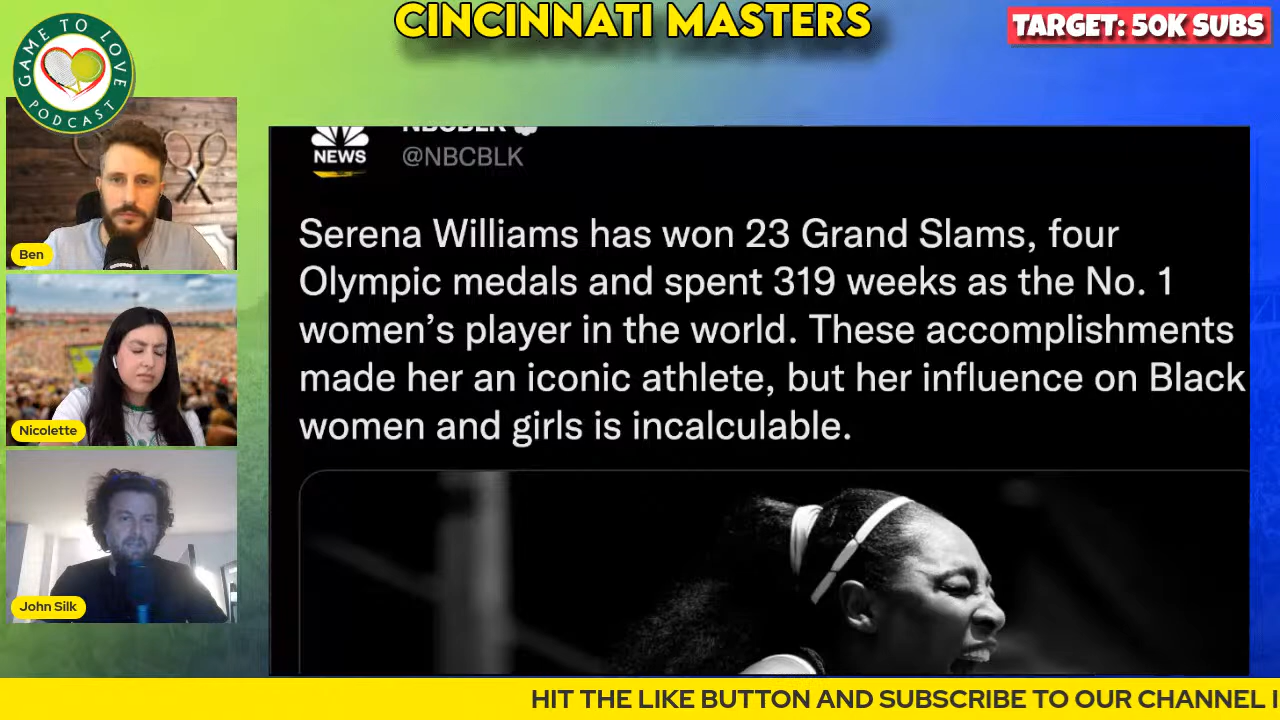 CINCINNATI MASTERS
TARGET: 50K SUBS
GAME TO LOVE
PODCAST
Ben
Nicolette
John Silk
NEWS
NBCBLK
@NBCBLK
Serena Williams has won 23 Grand Slams, four
Olympic medals and spent 319 weeks as the No. 1
women’s player in the world. These accomplishments
made her an iconic athlete, but her influence on Black
women and girls is incalculable.
HIT THE LIKE BUTTON AND SUBSCRIBE TO OUR CHANNEL